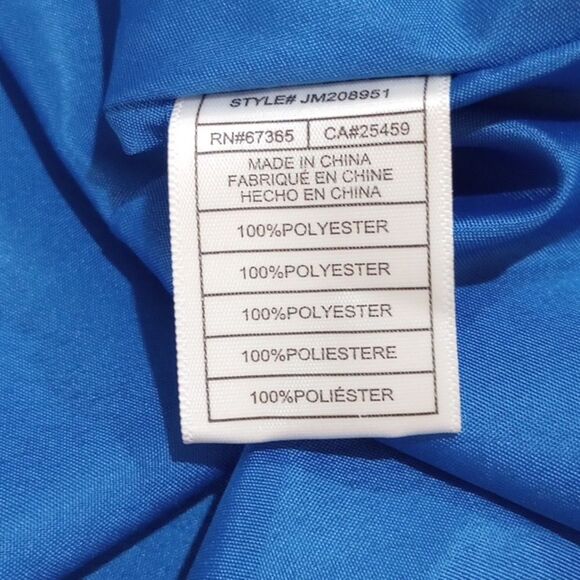 STYLE# JM208951
RN#67365 CA#25459
MADE IN CHINA
FABRIQUÉ EN CHINE
HECHO EN CHINA
100%POLYESTER
100%POLYESTER
100%POLYESTER
100%POLIESTERE
100%POLIÉSTER